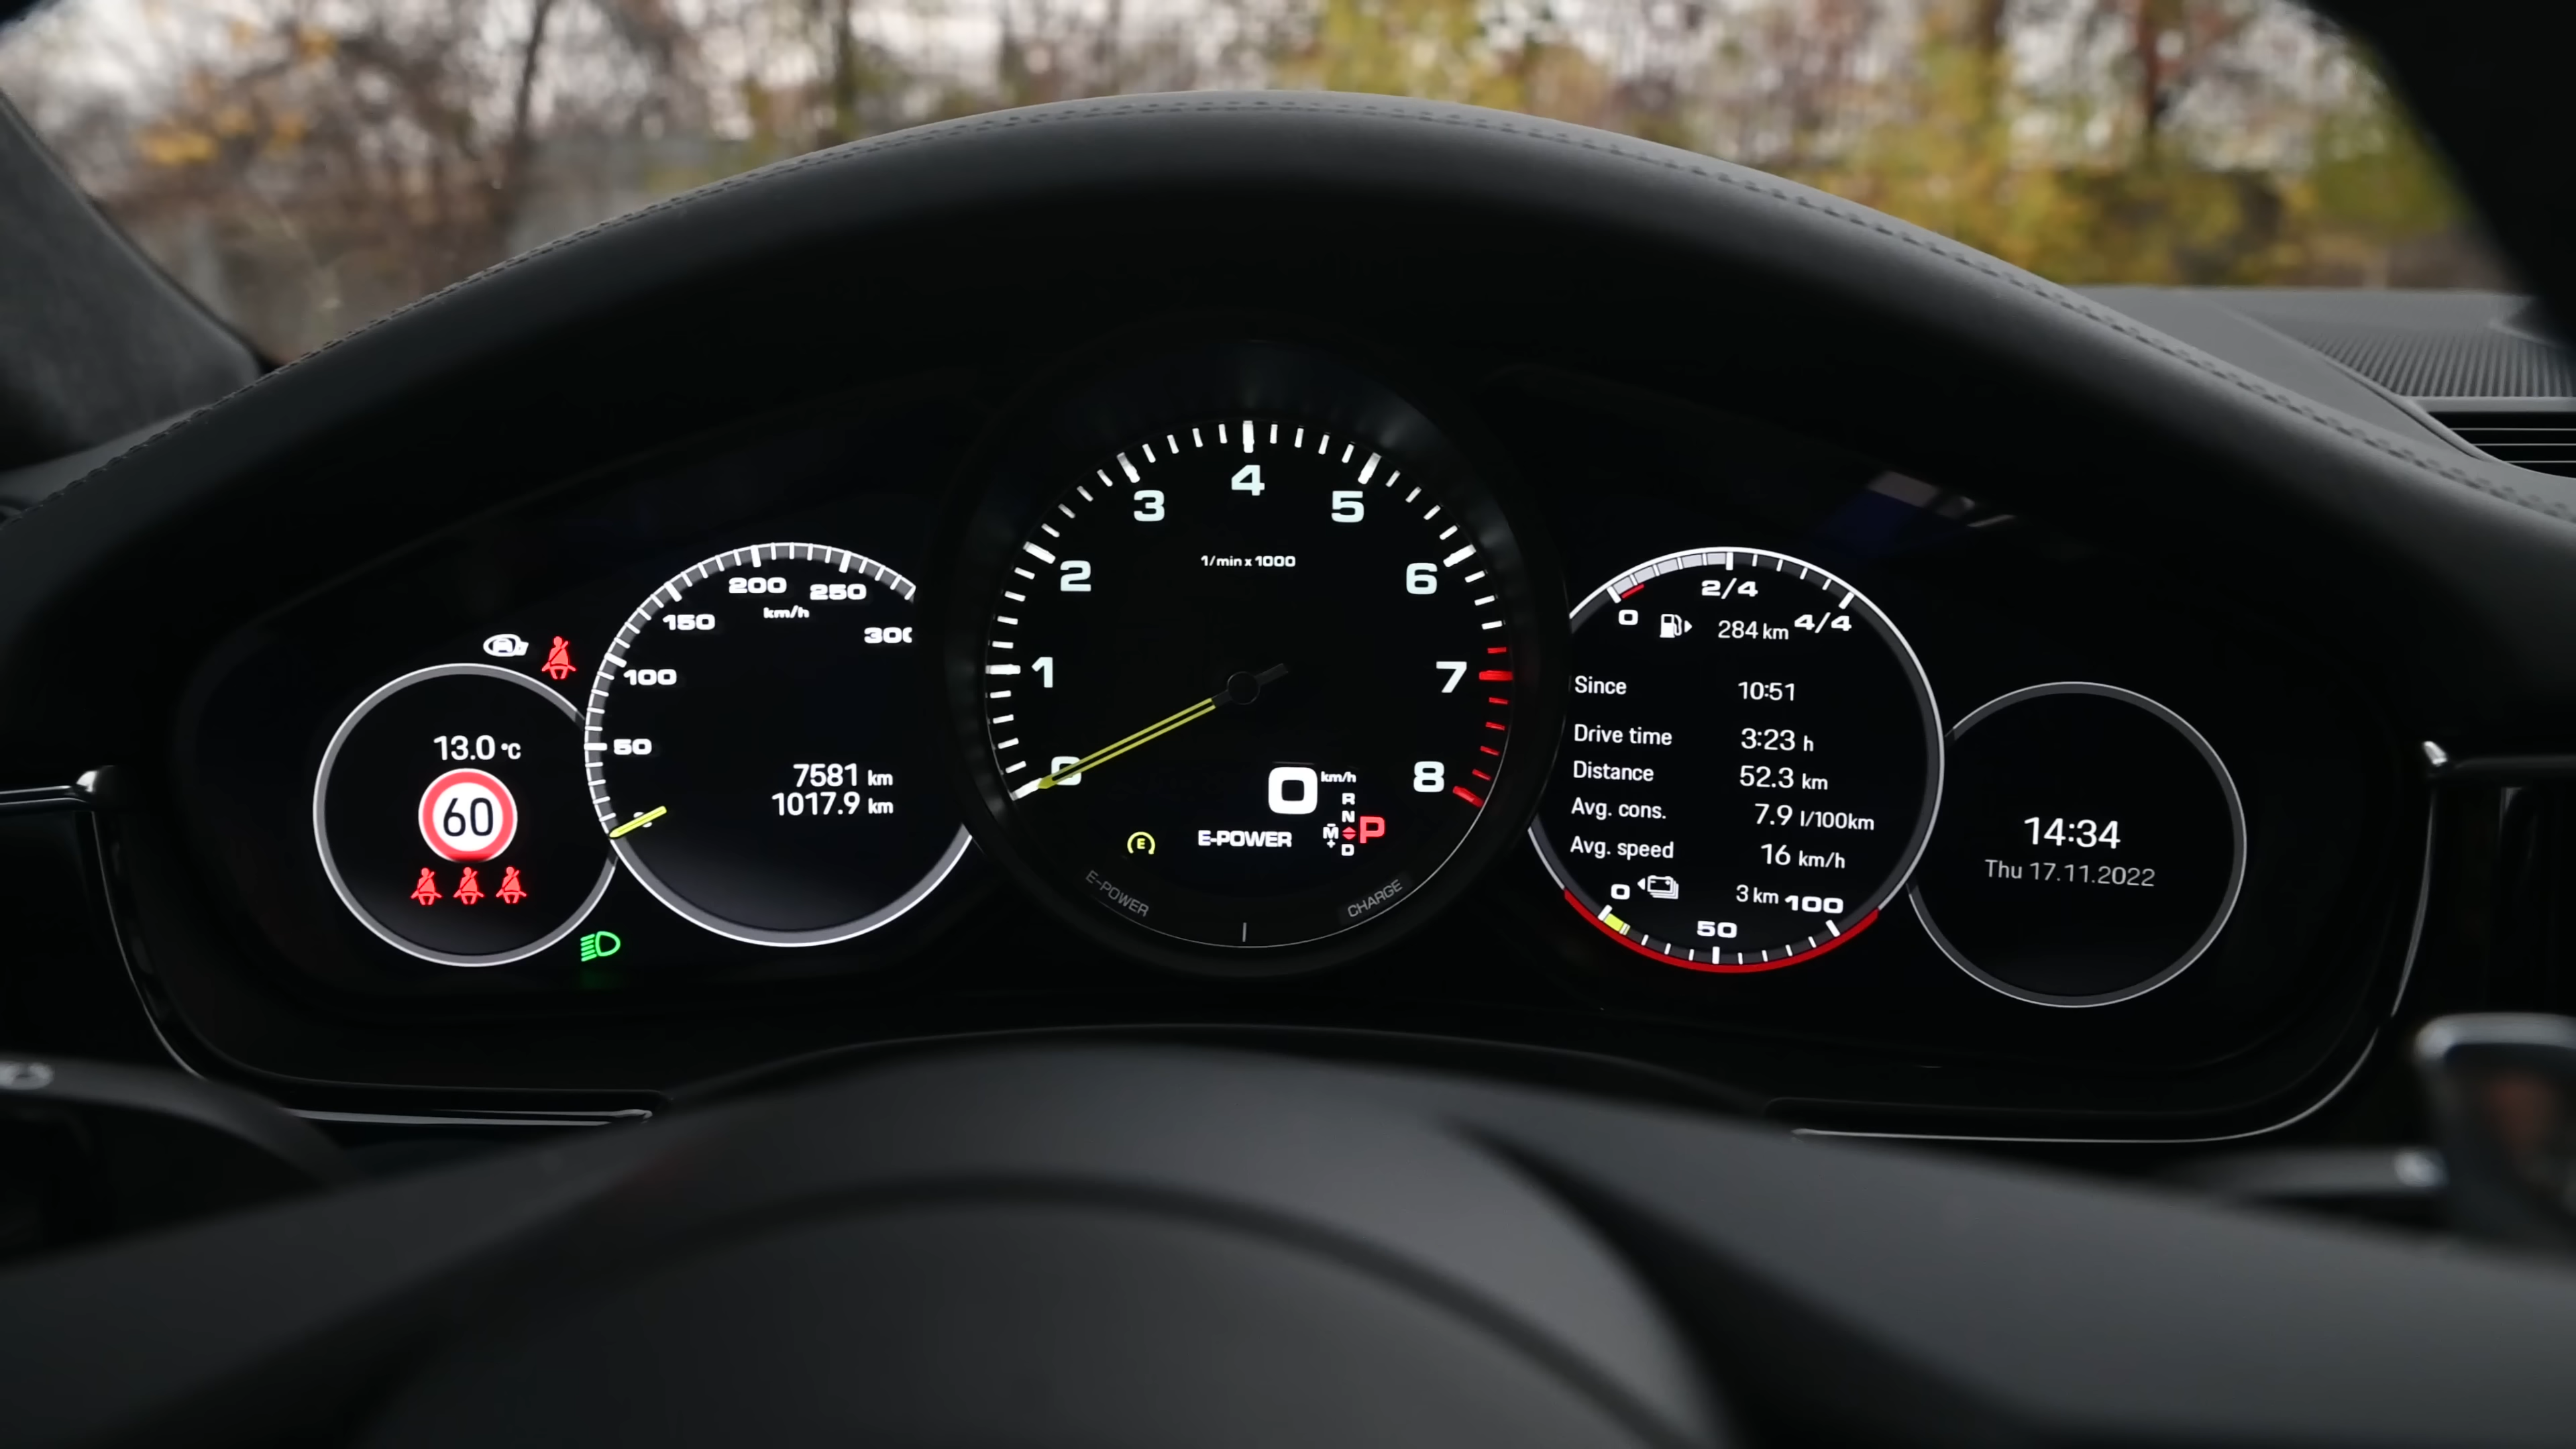 13.0 °C
60
50
100
150
200
250
300
km/h
7581 km
1017.9 km
0
1
2
3
4
5
6
7
8
1/min x 1000
0 km/h
R
N
M P
+ D
E
E-POWER
E-POWER
CHARGE
0
2/4
4/4
284 km
Since 10:51
Drive time 3:23 h
Distance 52.3 km
Avg. cons. 7.9 l/100km
Avg. speed 16 km/h
0 3 km 100
50
14:34
Thu 17.11.2022